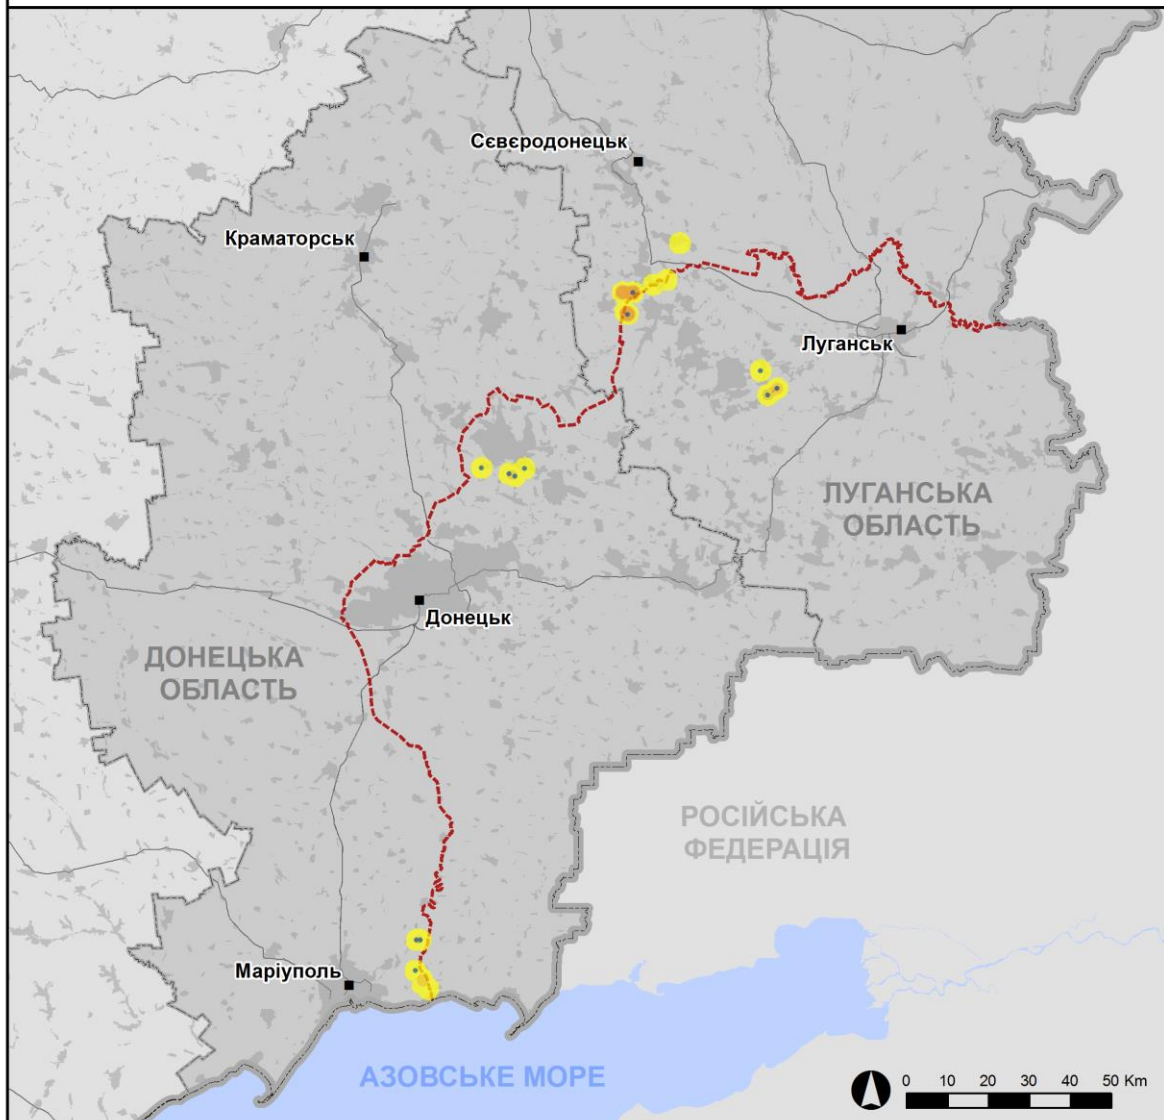 Сєвєродонецьк
Краматорськ
Луганськ
ЛУГАНСЬКА
ОБЛАСТЬ
Донецьк
ДОНЕЦЬКА
ОБЛАСТЬ
РОСІЙСЬКА
ФЕДЕРАЦІЯ
Маріуполь
АЗОВСЬКЕ МОРЕ
0 10 20 30 40 50 Km